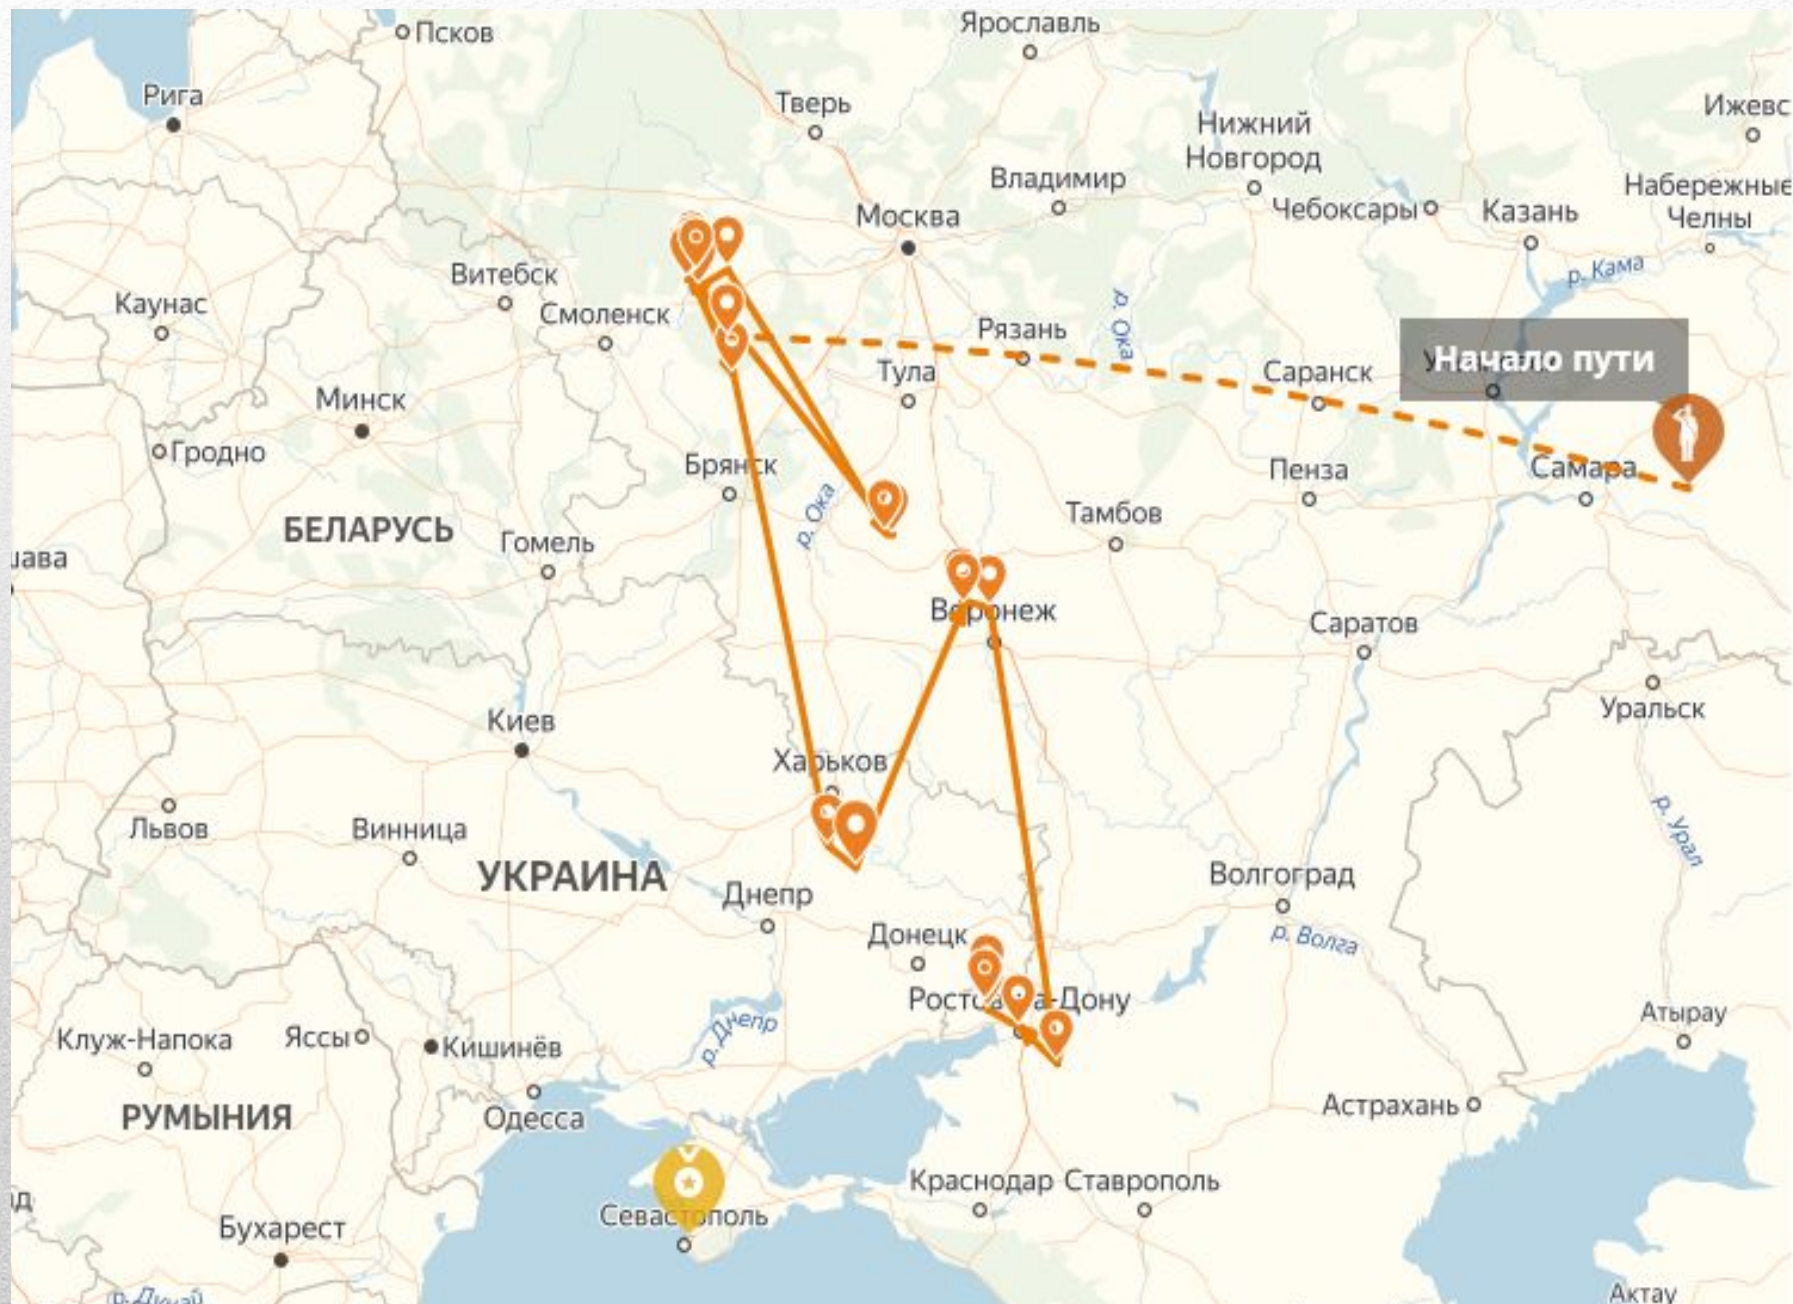 Псков
Ярославль
Рига
Тверь
Ижевс
Нижний
Новгород
Владимир
Набережные
Челны
Москва
Чебоксары
Казань
Витебск
р. Кама
Каунас
Смоленск
р. Ока
Рязань
Начало пути
Тула
Саранск
Минск
Гродно
Брянск
Пенза
Самара
р. Ока
Тамбов
БЕЛАРУСЬ
Гомель
шава
Воронеж
Саратов
Уральск
Киев
Харьков
Львов
Винница
р. Урал
УКРАИНА
Днепр
Волгоград
Донецк
р. Волга
Ростов-на-Дону
Клуж-Напока
Яссы
Кишинёв
р. Днепр
Атырау
РУМЫНИЯ
Одесса
Астрахань
Краснодар
Ставрополь
Севастополь
Бухарест
Актау